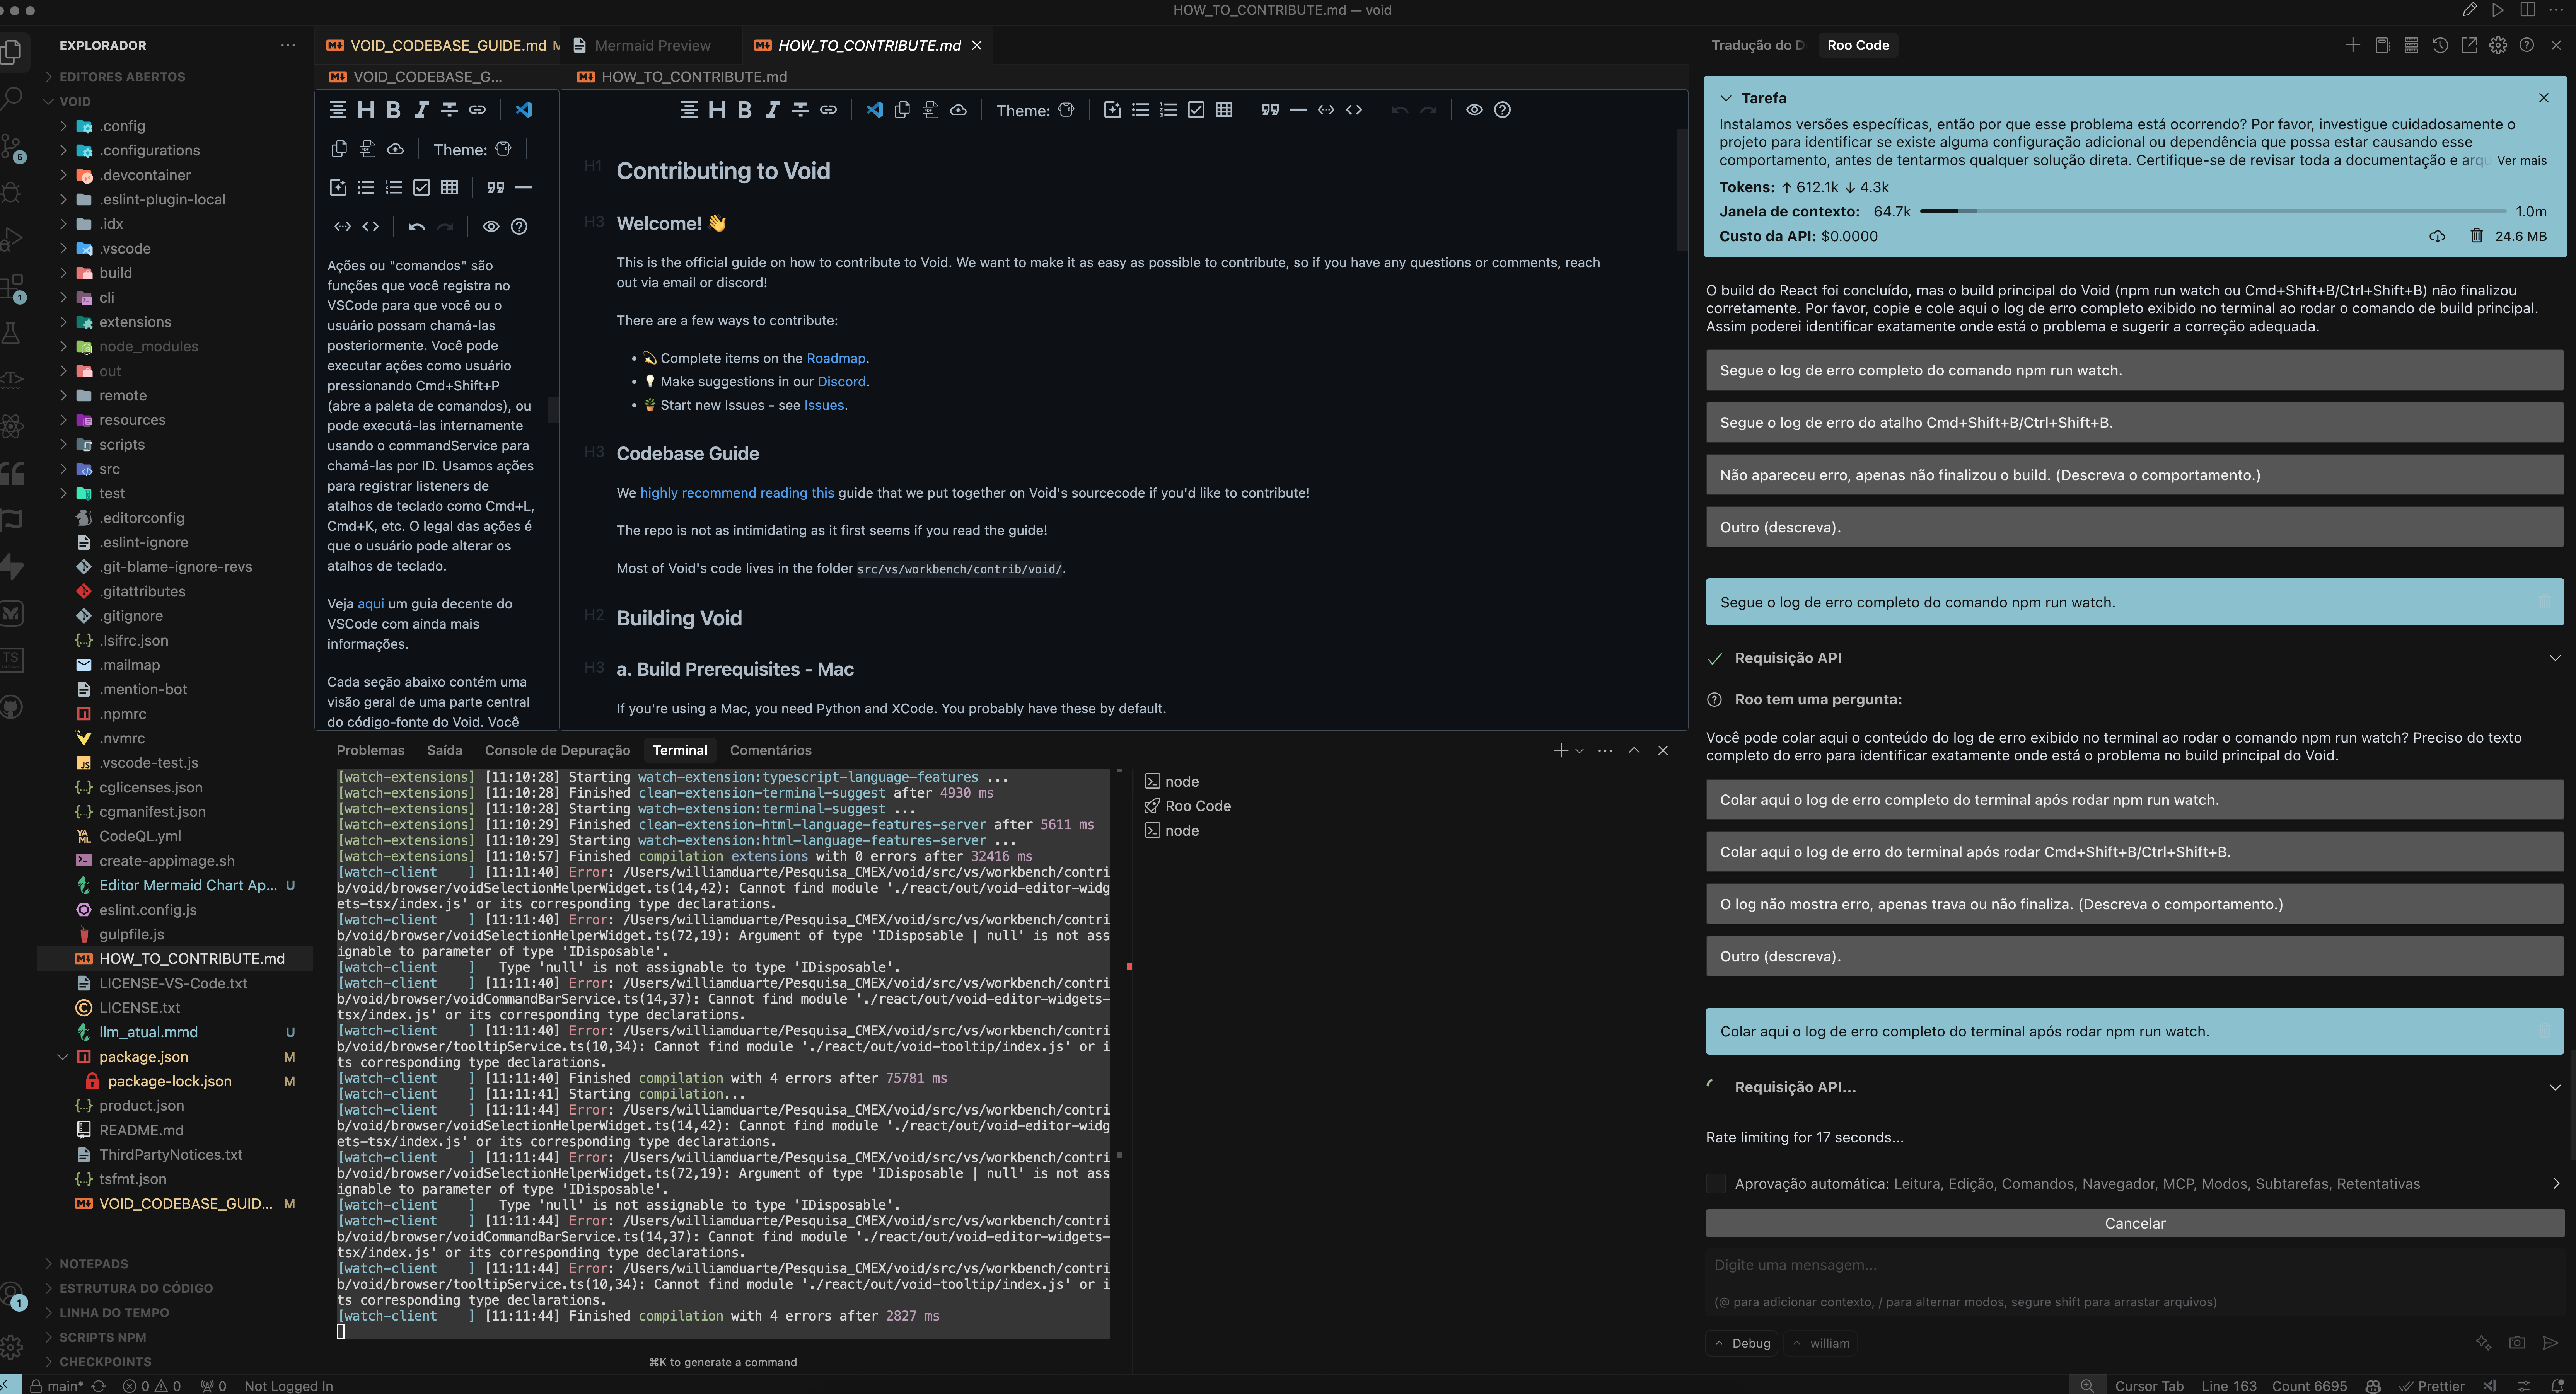 HOW_TO_CONTRIBUTE.md — void
EXPLORADOR
EDITORES ABERTOS
VOID
.config
.configurations
.devcontainer
.eslint-plugin-local
.idx
.vscode
build
cli
extensions
node_modules
out
remote
resources
scripts
src
test
.editorconfig
.eslint-ignore
.git-blame-ignore-revs
.gitattributes
.gitignore
.lsifrc.json
.mailmap
.mention-bot
.npmrc
.nvmrc
.vscode-test.js
cglicenses.json
cgmanifest.json
CodeQL.yml
create-appimage.sh
Editor Mermaid Chart Ap... U
eslint.config.js
gulpfile.js
HOW_TO_CONTRIBUTE.md
LICENSE-VS-Code.txt
LICENSE.txt
llm_atual.mmd U
package.json M
package-lock.json M
product.json
README.md
ThirdPartyNotices.txt
tsfmt.json
VOID_CODEBASE_GUID... M
NOTEPADS
ESTRUTURA DO CÓDIGO
LINHA DO TEMPO
SCRIPTS NPM
CHECKPOINTS
5
1
TS
1
VOID_CODEBASE_GUIDE.md M
Mermaid Preview
HOW_TO_CONTRIBUTE.md
VOID_CODEBASE_G...
Theme:
Ações ou "comandos" são
funções que você registra no
VSCode para que você ou o
usuário possam chamá-las
posteriormente. Você pode
executar ações como usuário
pressionando Cmd+Shift+P
(abre a paleta de comandos), ou
pode executá-las internamente
usando o commandService para
chamá-las por ID. Usamos ações
para registrar listeners de
atalhos de teclado como Cmd+L,
Cmd+K, etc. O legal das ações é
que o usuário pode alterar os
atalhos de teclado.
Veja aqui um guia decente do
VSCode com ainda mais
informações.
Cada seção abaixo contém uma
visão geral de uma parte central
do código-fonte do Void. Você
HOW_TO_CONTRIBUTE.md
Theme:
H1 Contributing to Void
H3 Welcome! 👋
This is the official guide on how to contribute to Void. We want to make it as easy as possible to contribute, so if you have any questions or comments, reach
out via email or discord!
There are a few ways to contribute:
• 💫 Complete items on the Roadmap.
• 💡 Make suggestions in our Discord.
• 🪴 Start new Issues - see Issues.
H3 Codebase Guide
We highly recommend reading this guide that we put together on Void's sourcecode if you'd like to contribute!
The repo is not as intimidating as it first seems if you read the guide!
Most of Void's code lives in the folder src/vs/workbench/contrib/void/.
H2 Building Void
H3 a. Build Prerequisites - Mac
If you're using a Mac, you need Python and XCode. You probably have these by default.
Problemas Saída Console de Depuração Terminal Comentários
[watch-extensions] [11:10:28] Starting watch-extension:typescript-language-features ...
[watch-extensions] [11:10:28] Finished clean-extension-terminal-suggest after 4930 ms
[watch-extensions] [11:10:28] Starting watch-extension:terminal-suggest ...
[watch-extensions] [11:10:29] Finished clean-extension-html-language-features-server after 5611 ms
[watch-extensions] [11:10:29] Starting watch-extension:html-language-features-server ...
[watch-extensions] [11:10:57] Finished compilation extensions with 0 errors after 32416 ms
[watch-client    ] [11:11:40] Error: /Users/williamduarte/Pesquisa_CMEX/void/src/vs/workbench/contri
b/void/browser/voidSelectionHelperWidget.ts(14,42): Cannot find module './react/out/void-editor-widg
ets-tsx/index.js' or its corresponding type declarations.
[watch-client    ] [11:11:40] Error: /Users/williamduarte/Pesquisa_CMEX/void/src/vs/workbench/contri
b/void/browser/voidSelectionHelperWidget.ts(72,19): Argument of type 'IDisposable | null' is not ass
ignable to parameter of type 'IDisposable'.
[watch-client    ]   Type 'null' is not assignable to type 'IDisposable'.
[watch-client    ] [11:11:40] Error: /Users/williamduarte/Pesquisa_CMEX/void/src/vs/workbench/contri
b/void/browser/voidCommandBarService.ts(14,37): Cannot find module './react/out/void-editor-widgets-
tsx/index.js' or its corresponding type declarations.
[watch-client    ] [11:11:40] Error: /Users/williamduarte/Pesquisa_CMEX/void/src/vs/workbench/contri
b/void/browser/tooltipService.ts(10,34): Cannot find module './react/out/void-tooltip/index.js' or i
ts corresponding type declarations.
[watch-client    ] [11:11:40] Finished compilation with 4 errors after 75781 ms
[watch-client    ] [11:11:41] Starting compilation...
[watch-client    ] [11:11:44] Error: /Users/williamduarte/Pesquisa_CMEX/void/src/vs/workbench/contri
b/void/browser/voidSelectionHelperWidget.ts(14,42): Cannot find module './react/out/void-editor-widg
ets-tsx/index.js' or its corresponding type declarations.
[watch-client    ] [11:11:44] Error: /Users/williamduarte/Pesquisa_CMEX/void/src/vs/workbench/contri
b/void/browser/voidSelectionHelperWidget.ts(72,19): Argument of type 'IDisposable | null' is not ass
ignable to parameter of type 'IDisposable'.
[watch-client    ]   Type 'null' is not assignable to type 'IDisposable'.
[watch-client    ] [11:11:44] Error: /Users/williamduarte/Pesquisa_CMEX/void/src/vs/workbench/contri
b/void/browser/voidCommandBarService.ts(14,37): Cannot find module './react/out/void-editor-widgets-
tsx/index.js' or its corresponding type declarations.
[watch-client    ] [11:11:44] Error: /Users/williamduarte/Pesquisa_CMEX/void/src/vs/workbench/contri
b/void/browser/tooltipService.ts(10,34): Cannot find module './react/out/void-tooltip/index.js' or i
ts corresponding type declarations.
[watch-client    ] [11:11:44] Finished compilation with 4 errors after 2827 ms
⌘K to generate a command
node
Roo Code
node
Tradução do D Roo Code
Tarefa
Instalamos versões específicas, então por que esse problema está ocorrendo? Por favor, investigue cuidadosamente o
projeto para identificar se existe alguma configuração adicional ou dependência que possa estar causando esse
comportamento, antes de tentarmos qualquer solução direta. Certifique-se de revisar toda a documentação e arqu Ver mais
Tokens: ↑ 612.1k ↓ 4.3k
Janela de contexto: 64.7k 1.0m
Custo da API: $0.0000 24.6 MB
O build do React foi concluído, mas o build principal do Void (npm run watch ou Cmd+Shift+B/Ctrl+Shift+B) não finalizou
corretamente. Por favor, copie e cole aqui o log de erro completo exibido no terminal ao rodar o comando de build principal.
Assim poderei identificar exatamente onde está o problema e sugerir a correção adequada.
Segue o log de erro completo do comando npm run watch.
Segue o log de erro do atalho Cmd+Shift+B/Ctrl+Shift+B.
Não apareceu erro, apenas não finalizou o build. (Descreva o comportamento.)
Outro (descreva).
Segue o log de erro completo do comando npm run watch.
Requisição API
Roo tem uma pergunta:
Você pode colar aqui o conteúdo do log de erro exibido no terminal ao rodar o comando npm run watch? Preciso do texto
completo do erro para identificar exatamente onde está o problema no build principal do Void.
Colar aqui o log de erro completo do terminal após rodar npm run watch.
Colar aqui o log de erro do terminal após rodar Cmd+Shift+B/Ctrl+Shift+B.
O log não mostra erro, apenas trava ou não finaliza. (Descreva o comportamento.)
Outro (descreva).
Colar aqui o log de erro completo do terminal após rodar npm run watch.
Requisição API...
Rate limiting for 17 seconds...
Aprovação automática: Leitura, Edição, Comandos, Navegador, MCP, Modos, Subtarefas, Retentativas
Cancelar
Digite uma mensagem...
(@ para adicionar contexto, / para alternar modos, segure shift para arrastar arquivos)
Debug william
main* 0 0 0 Not Logged In
Cursor Tab Line 163 Count 6695 Prettier